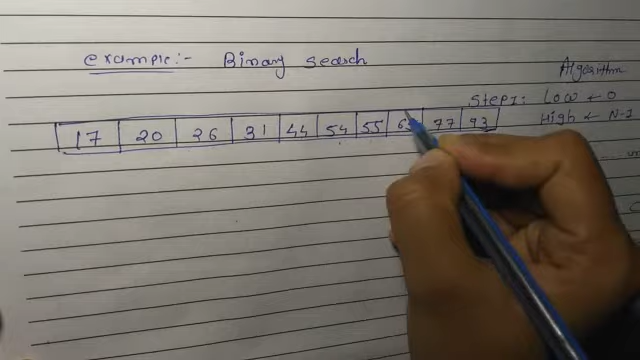 example:- Binary search
Algorithm
Step1: Low ← 0
High ← N-1
17 20 26 31 44 54 55 77 93